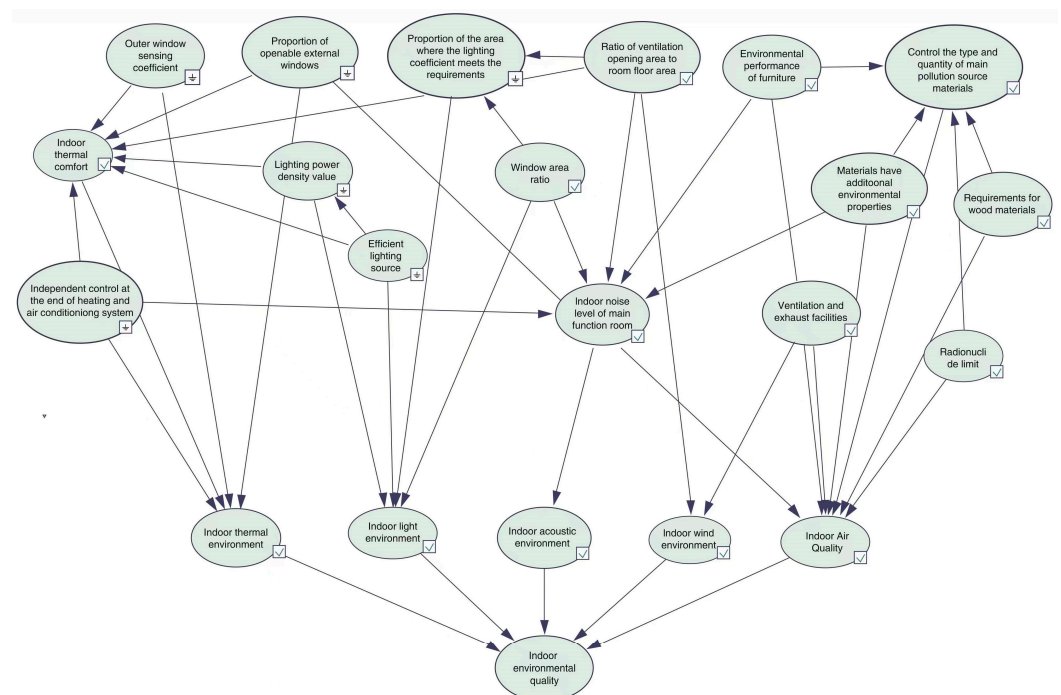 Outer window
sensing
coefficient
Proportion of
openable external
windows
Proportion of the area
where the lighting
coefficient meets the
requirements
Ratio of ventilation
opening area to
room floor area
Environmental
performance
of furniture
Control the type and
quantity of main
pollution source
materials
Indoor
thermal
comfort
Lighting power
density value
Window area
ratio
Materials have
additoonal
environmental
properties
Requirements for
wood materials
Efficient
lighting
source
Independent control at
the end of heating and
air conditioniong system
Indoor noise
level of main
function room
Ventilation and
exhaust facilities
Radionucli
de limit
Indoor thermal
environment
Indoor light
environment
Indoor acoustic
environment
Indoor wind
environment
Indoor Air
Quality
Indoor
environmental
quality